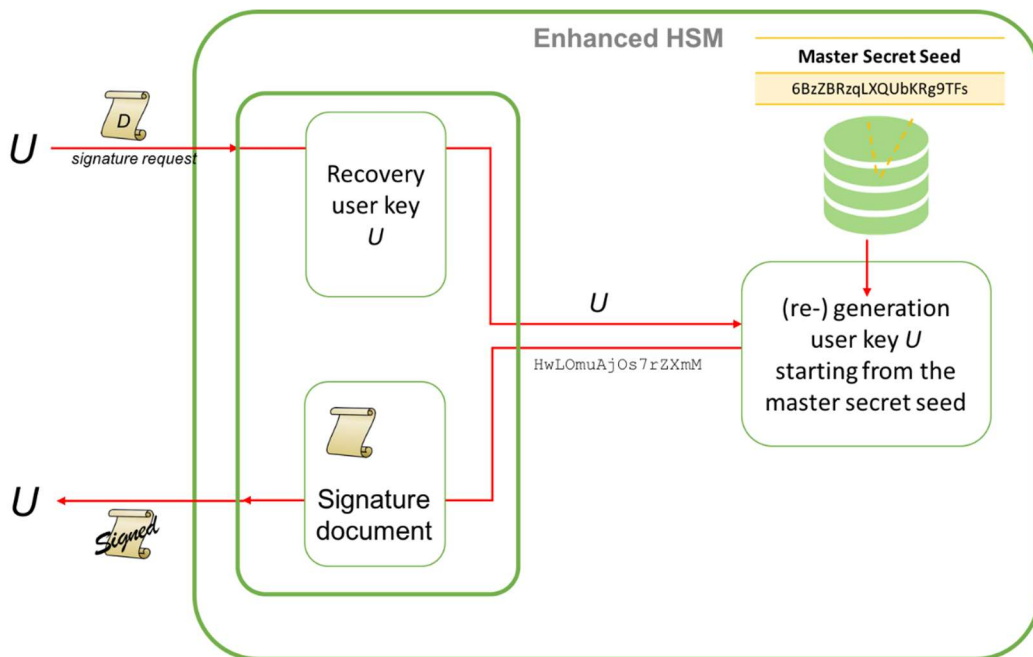 Enhanced HSM
Master Secret Seed
6BzZBRzqLXQUbKRg9TFs
D
U
signature request
Recovery
user key
U
U
HwLOmuAjOs7rZXmM
(re-) generation
user key U
starting from the
master secret seed
Signature
document
U
Signed